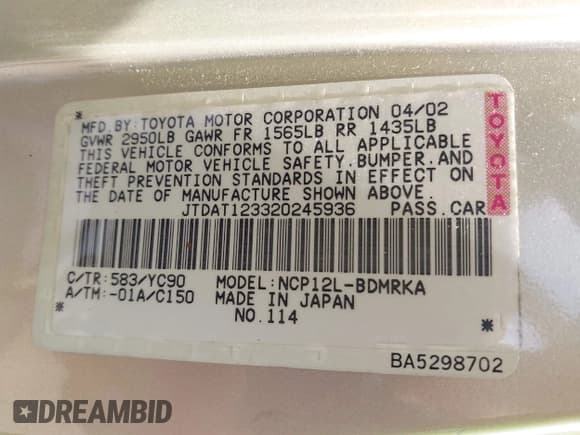 MFD.BY:TOYOTA MOTOR CORPORATION 04/02
GVWR 2950LB GAWR FR 1565LB RR 1435LB
THIS VEHICLE CONFORMS TO ALL APPLICABLE
FEDERAL MOTOR VEHICLE SAFETY,BUMPER,AND
THEFT PREVENTION STANDARDS IN EFFECT ON
THE DATE OF MANUFACTURE SHOWN ABOVE.
JTDAT123320245936 PASS.CAR
TOYOTA
C/TR:583/YC90 MODEL:NCP12L-BDMRKA
A/TM:-01A/C150 MADE IN JAPAN
NO.114
BA5298702
DREAMBID